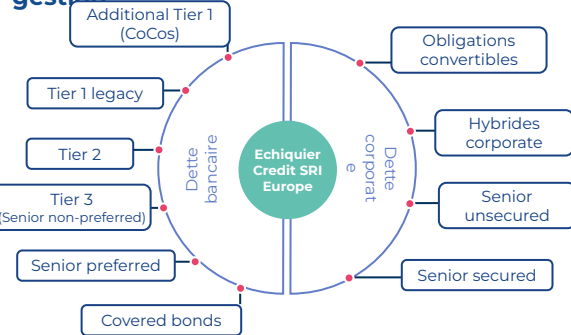 Additional Tier 1
(CoCos)
Tier 1 legacy
Tier 2
Tier 3
(Senior non-preferred)
Senior preferred
Covered bonds
Dette
bancaire
Echiquier
Credit SRI
Europe
Dette
corporat
e
Obligations
convertibles
Hybrides
corporate
Senior
unsecured
Senior secured